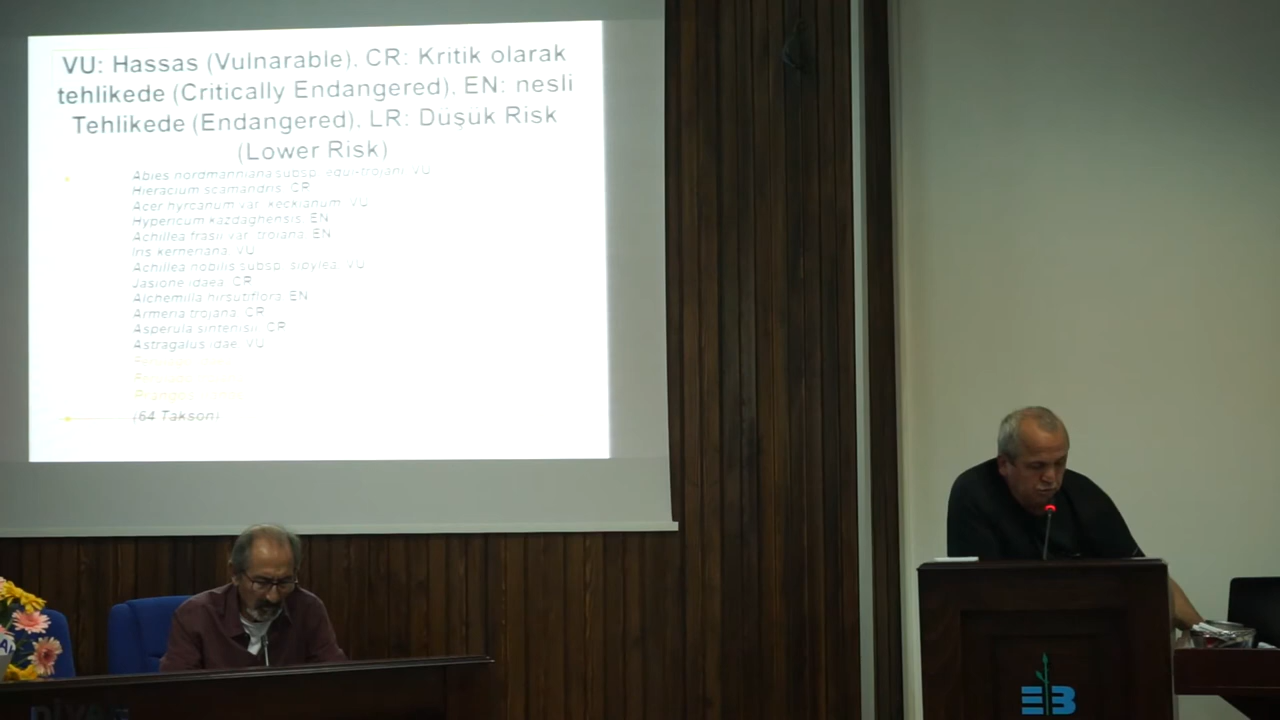 VU: Hassas (Vulnarable). CR: Kritik olarak
tehlikede (Critically Endangered). EN: nesli
Tehlikede (Endangered). LR: Düşük Risk
(Lower Risk)
Abies nordmanniana subsp. equi-trojani. VU
Hieracium scamandris. CR
Acer hyrcanum var. keckianum. VU
Hypericum kazdaghensis. EN
Achillea frasii var. trojana. EN
Iris kerneriana. VU
Achillea nobilis subsp. sipylea. VU
Jasione idaea. CR
Alchemilla hirsutiflora. EN
Armeria trojana. CR
Asperula sintenisii. CR
Astragalus idae. VU
(64 Takson)